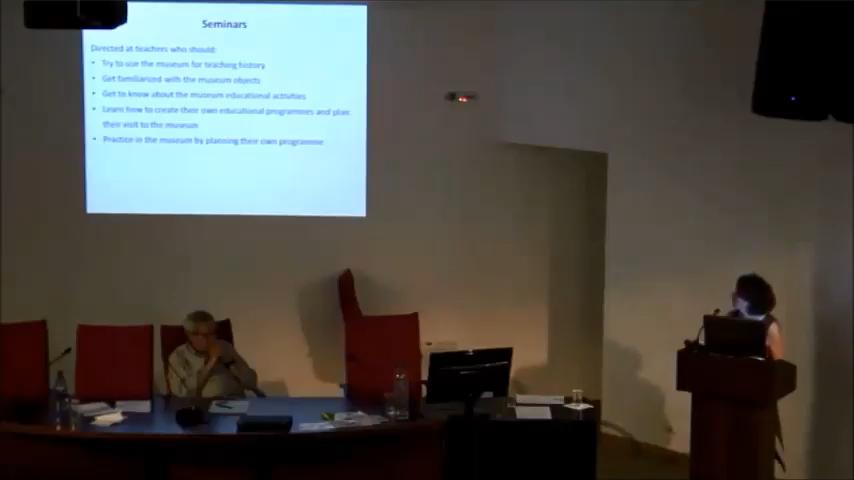 Seminars
Directed at teachers who should:
• Try to use the museum for teaching history
• Get familiarized with the museum objects
• Get to know about the museum educational activities
• Learn how to create their own educational programmes and plan
their visit to the museum
• Practice in the museum by planning their own programme